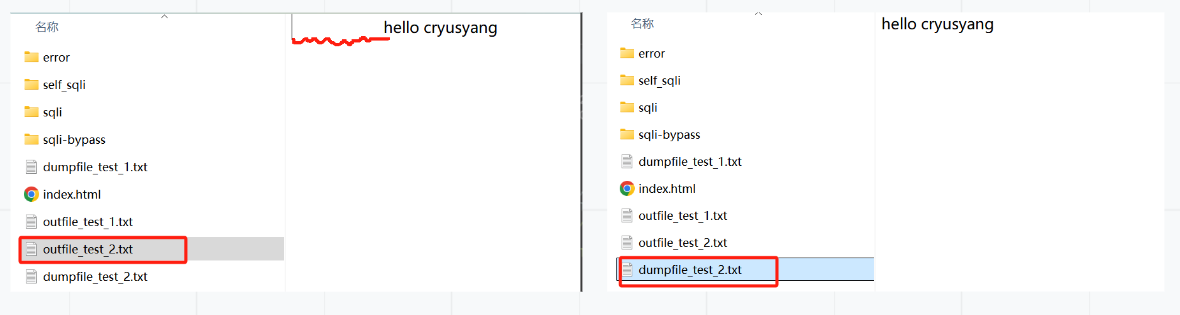 名称
error
self_sqli
sqli
sqli-bypass
dumpfile_test_1.txt
index.html
outfile_test_1.txt
outfile_test_2.txt
dumpfile_test_2.txt
hello cryusyang
名称
error
self_sqli
sqli
sqli-bypass
dumpfile_test_1.txt
index.html
outfile_test_1.txt
outfile_test_2.txt
dumpfile_test_2.txt
hello cryusyang